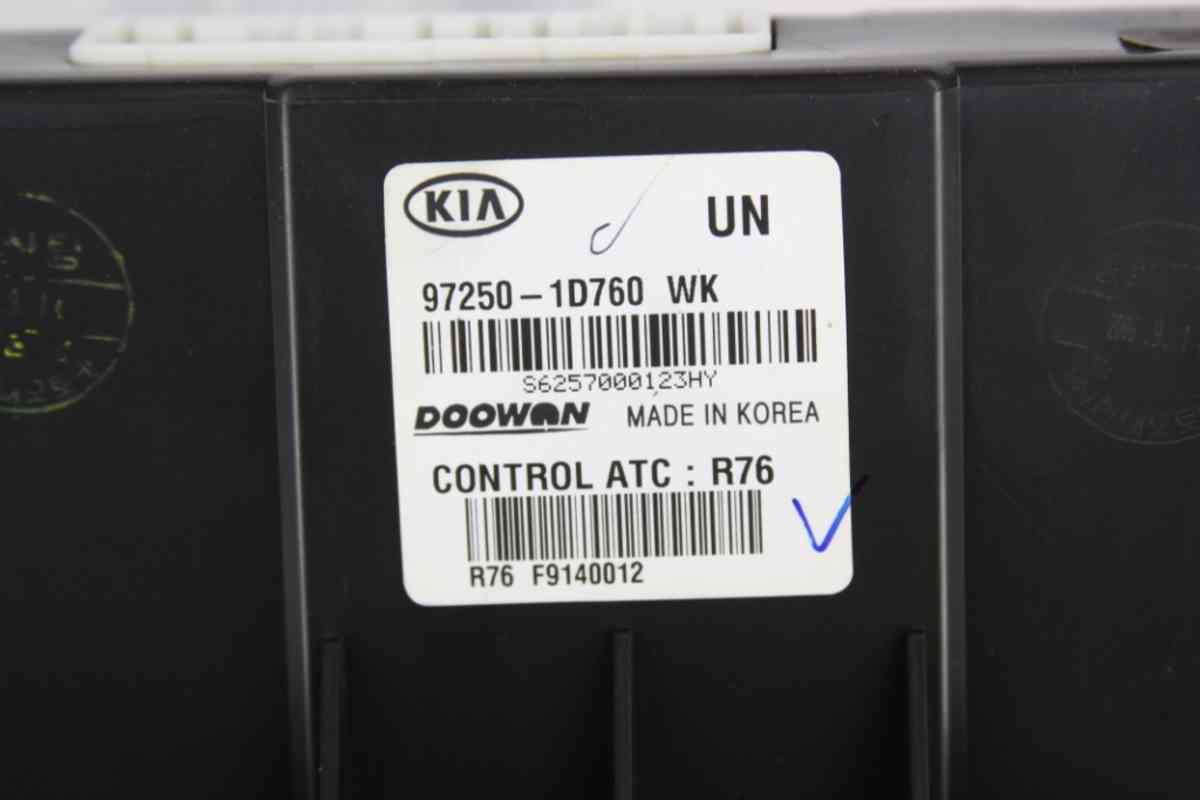 KIA UN
97250-1D760 WK
S6257000123HY
DOOWON MADE IN KOREA
CONTROL ATC : R76
R76 F9140012